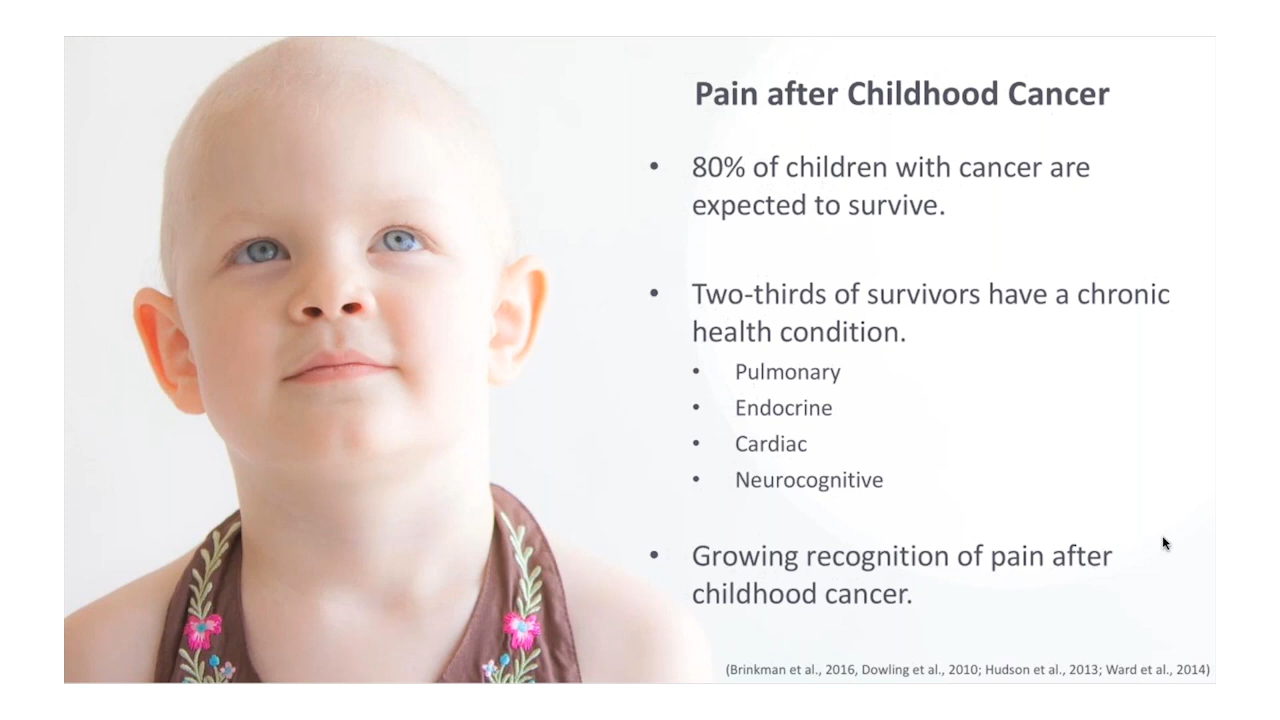 Pain after Childhood Cancer
• 80% of children with cancer are
expected to survive.
• Two-thirds of survivors have a chronic
health condition.
• Pulmonary
• Endocrine
• Cardiac
• Neurocognitive
• Growing recognition of pain after
childhood cancer.
(Brinkman et al., 2016, Dowling et al., 2010; Hudson et al., 2013; Ward et al., 2014)